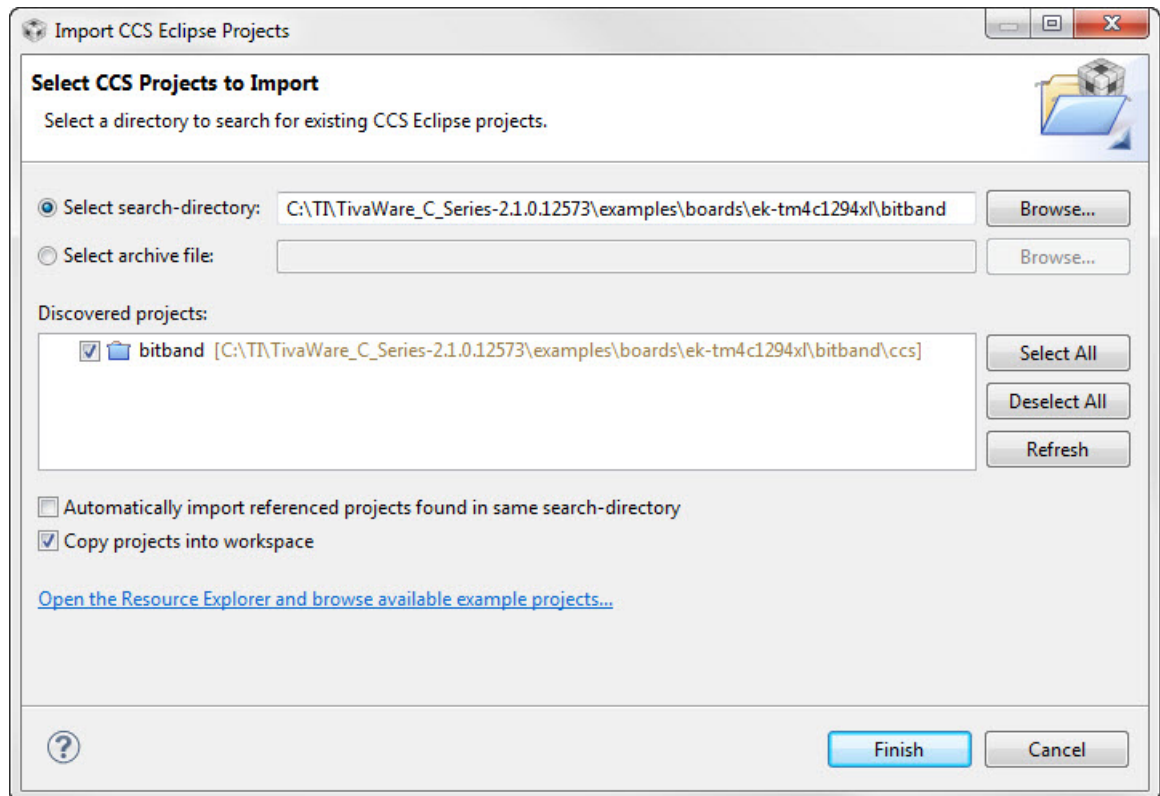 Import CCS Eclipse Projects
Select CCS Projects to Import
Select a directory to search for existing CCS Eclipse projects.
Select search-directory: C:\TI\TivaWare_C_Series-2.1.0.12573\examples\boards\ek-tm4c1294xl\bitband Browse...
Select archive file: Browse...
Discovered projects:
bitband [C:\TI\TivaWare_C_Series-2.1.0.12573\examples\boards\ek-tm4c1294xl\bitband\ccs] Select All
Deselect All
Refresh
Automatically import referenced projects found in same search-directory
Copy projects into workspace
Open the Resource Explorer and browse available example projects...
? Finish Cancel